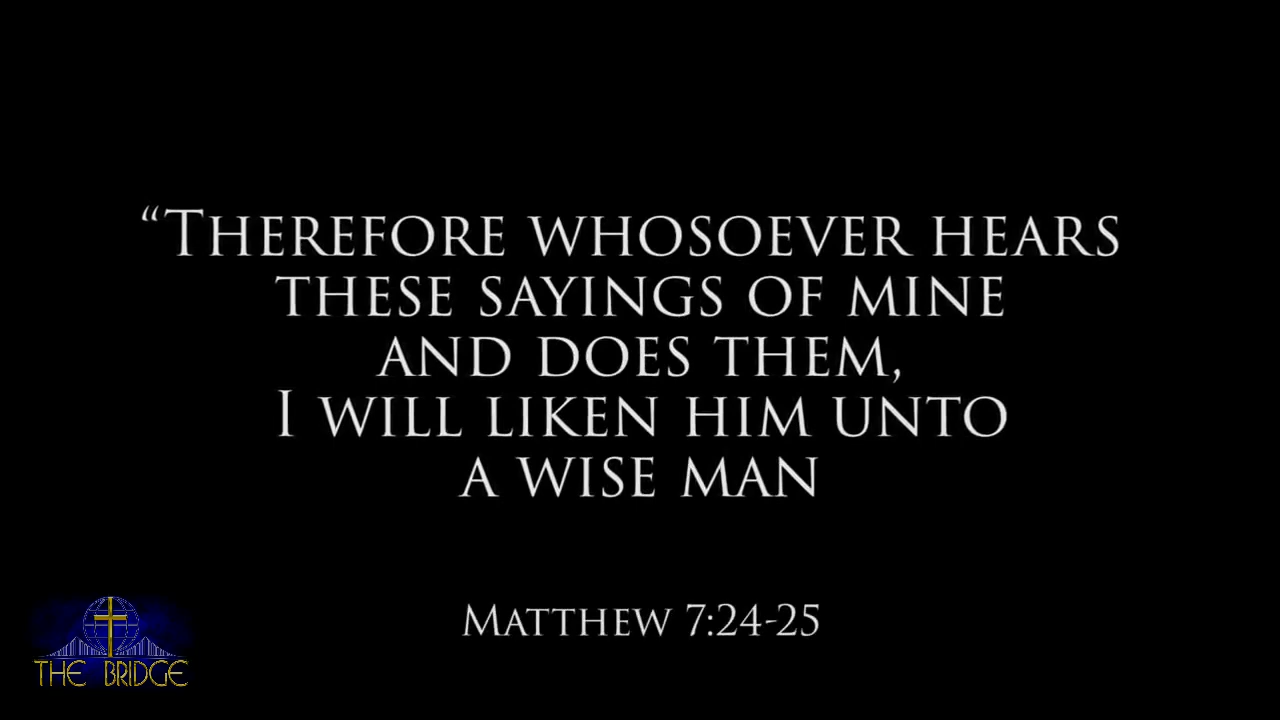 “Therefore whosoever hears
these sayings of mine
and does them,
I will liken him unto
a wise man
Matthew 7:24-25
THE BRIDGE